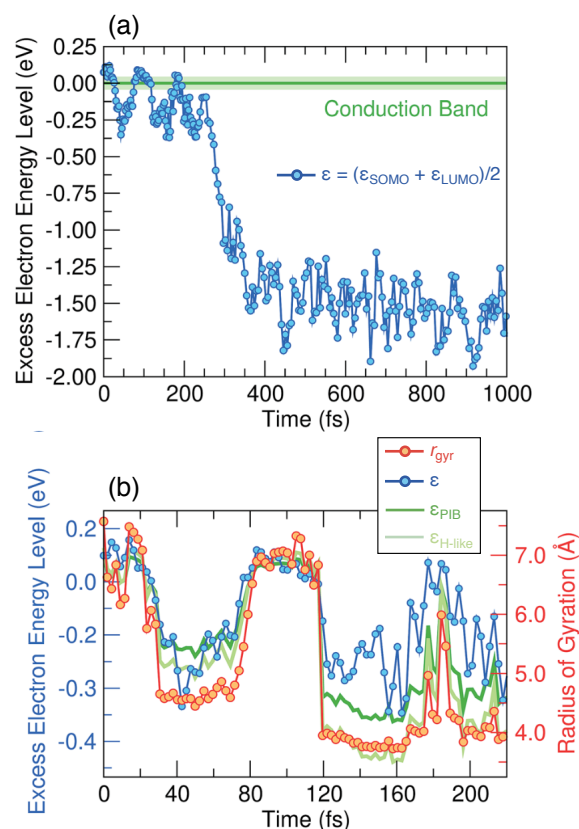 (a)
Excess Electron Energy Level (eV)
0.25
0.00
-0.25
-0.50
-0.75
-1.00
-1.25
-1.50
-1.75
-2.00
Conduction Band
ε = (εSOMO + εLUMO)/2
0 200 400 600 800 1000
Time (fs)
(b)
rgyr
ε
εPIB
εH-like
Excess Electron Energy Level (eV)
0.2
0.0
-0.2
-0.3
-0.4
7.0
6.0
5.0
4.0
Radius of Gyration (Å)
0 40 80 120 160 200
Time (fs)